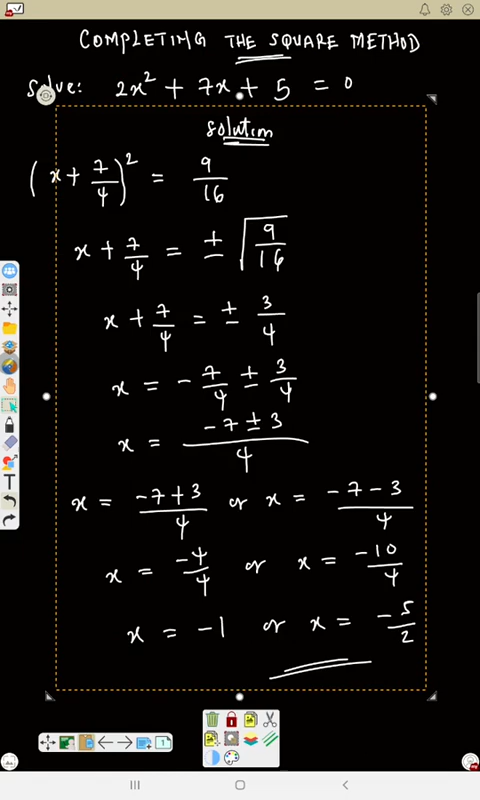 COMPLETING THE SQUARE METHOD
Solve: 2x² + 7x + 5 = 0
Solution
(x + 7/4)² = 9/16
x + 7/4 = ± √(9/16)
x + 7/4 = ± 3/4
x = - 7/4 ± 3/4
x = (-7 ± 3)/4
x = (-7 + 3)/4 or x = (-7 - 3)/4
x = -4/4 or x = -10/4
x = -1 or x = -5/2
T
1